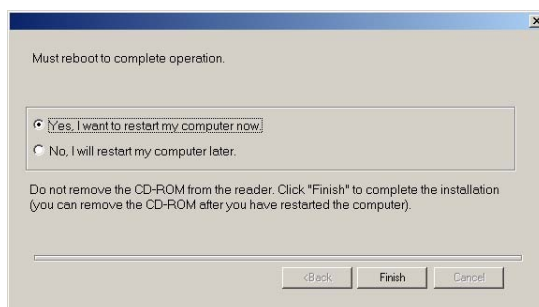 Must reboot to complete operation.
Yes, I want to restart my computer now.
No, I will restart my computer later.
Do not remove the CD-ROM from the reader. Click "Finish" to complete the installation
(you can remove the CD-ROM after you have restarted the computer).
<Back
Finish
Cancel